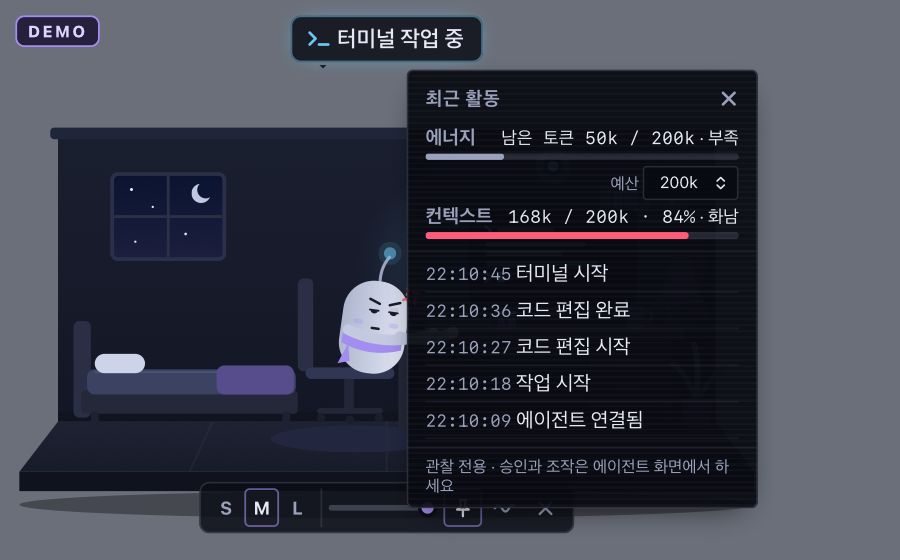 DEMO
터미널 작업 중
최근 활동
에너지 남은 토큰 50k / 200k · 부족
예산 200k
컨텍스트 168k / 200k · 84% · 화남
22:10:45 터미널 시작
22:10:36 코드 편집 완료
22:10:27 코드 편집 시작
22:10:18 작업 시작
22:10:09 에이전트 연결됨
관찰 전용 · 승인과 조작은 에이전트 화면에서 하
세요
S M L